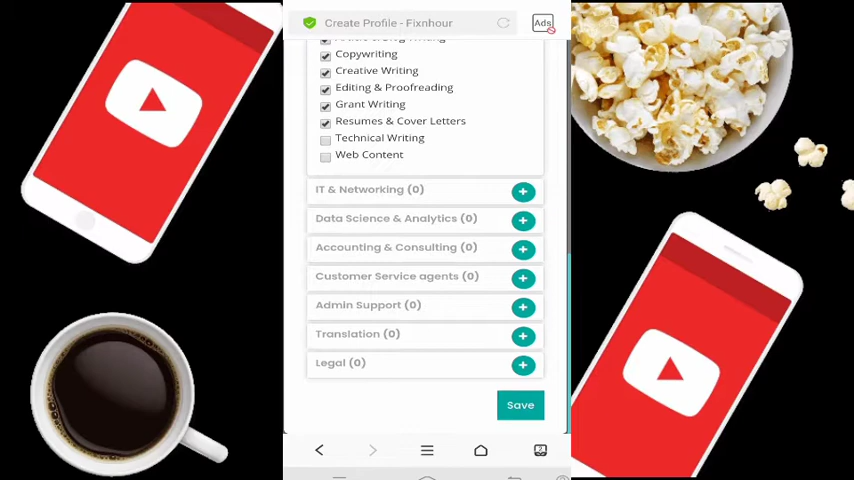 Create Profile - Fixnhour
Ads
Copywriting
Creative Writing
Editing & Proofreading
Grant Writing
Resumes & Cover Letters
Technical Writing
Web Content
IT & Networking (0)
Data Science & Analytics (0)
Accounting & Consulting (0)
Customer Service agents (0)
Admin Support (0)
Translation (0)
Legal (0)
Save